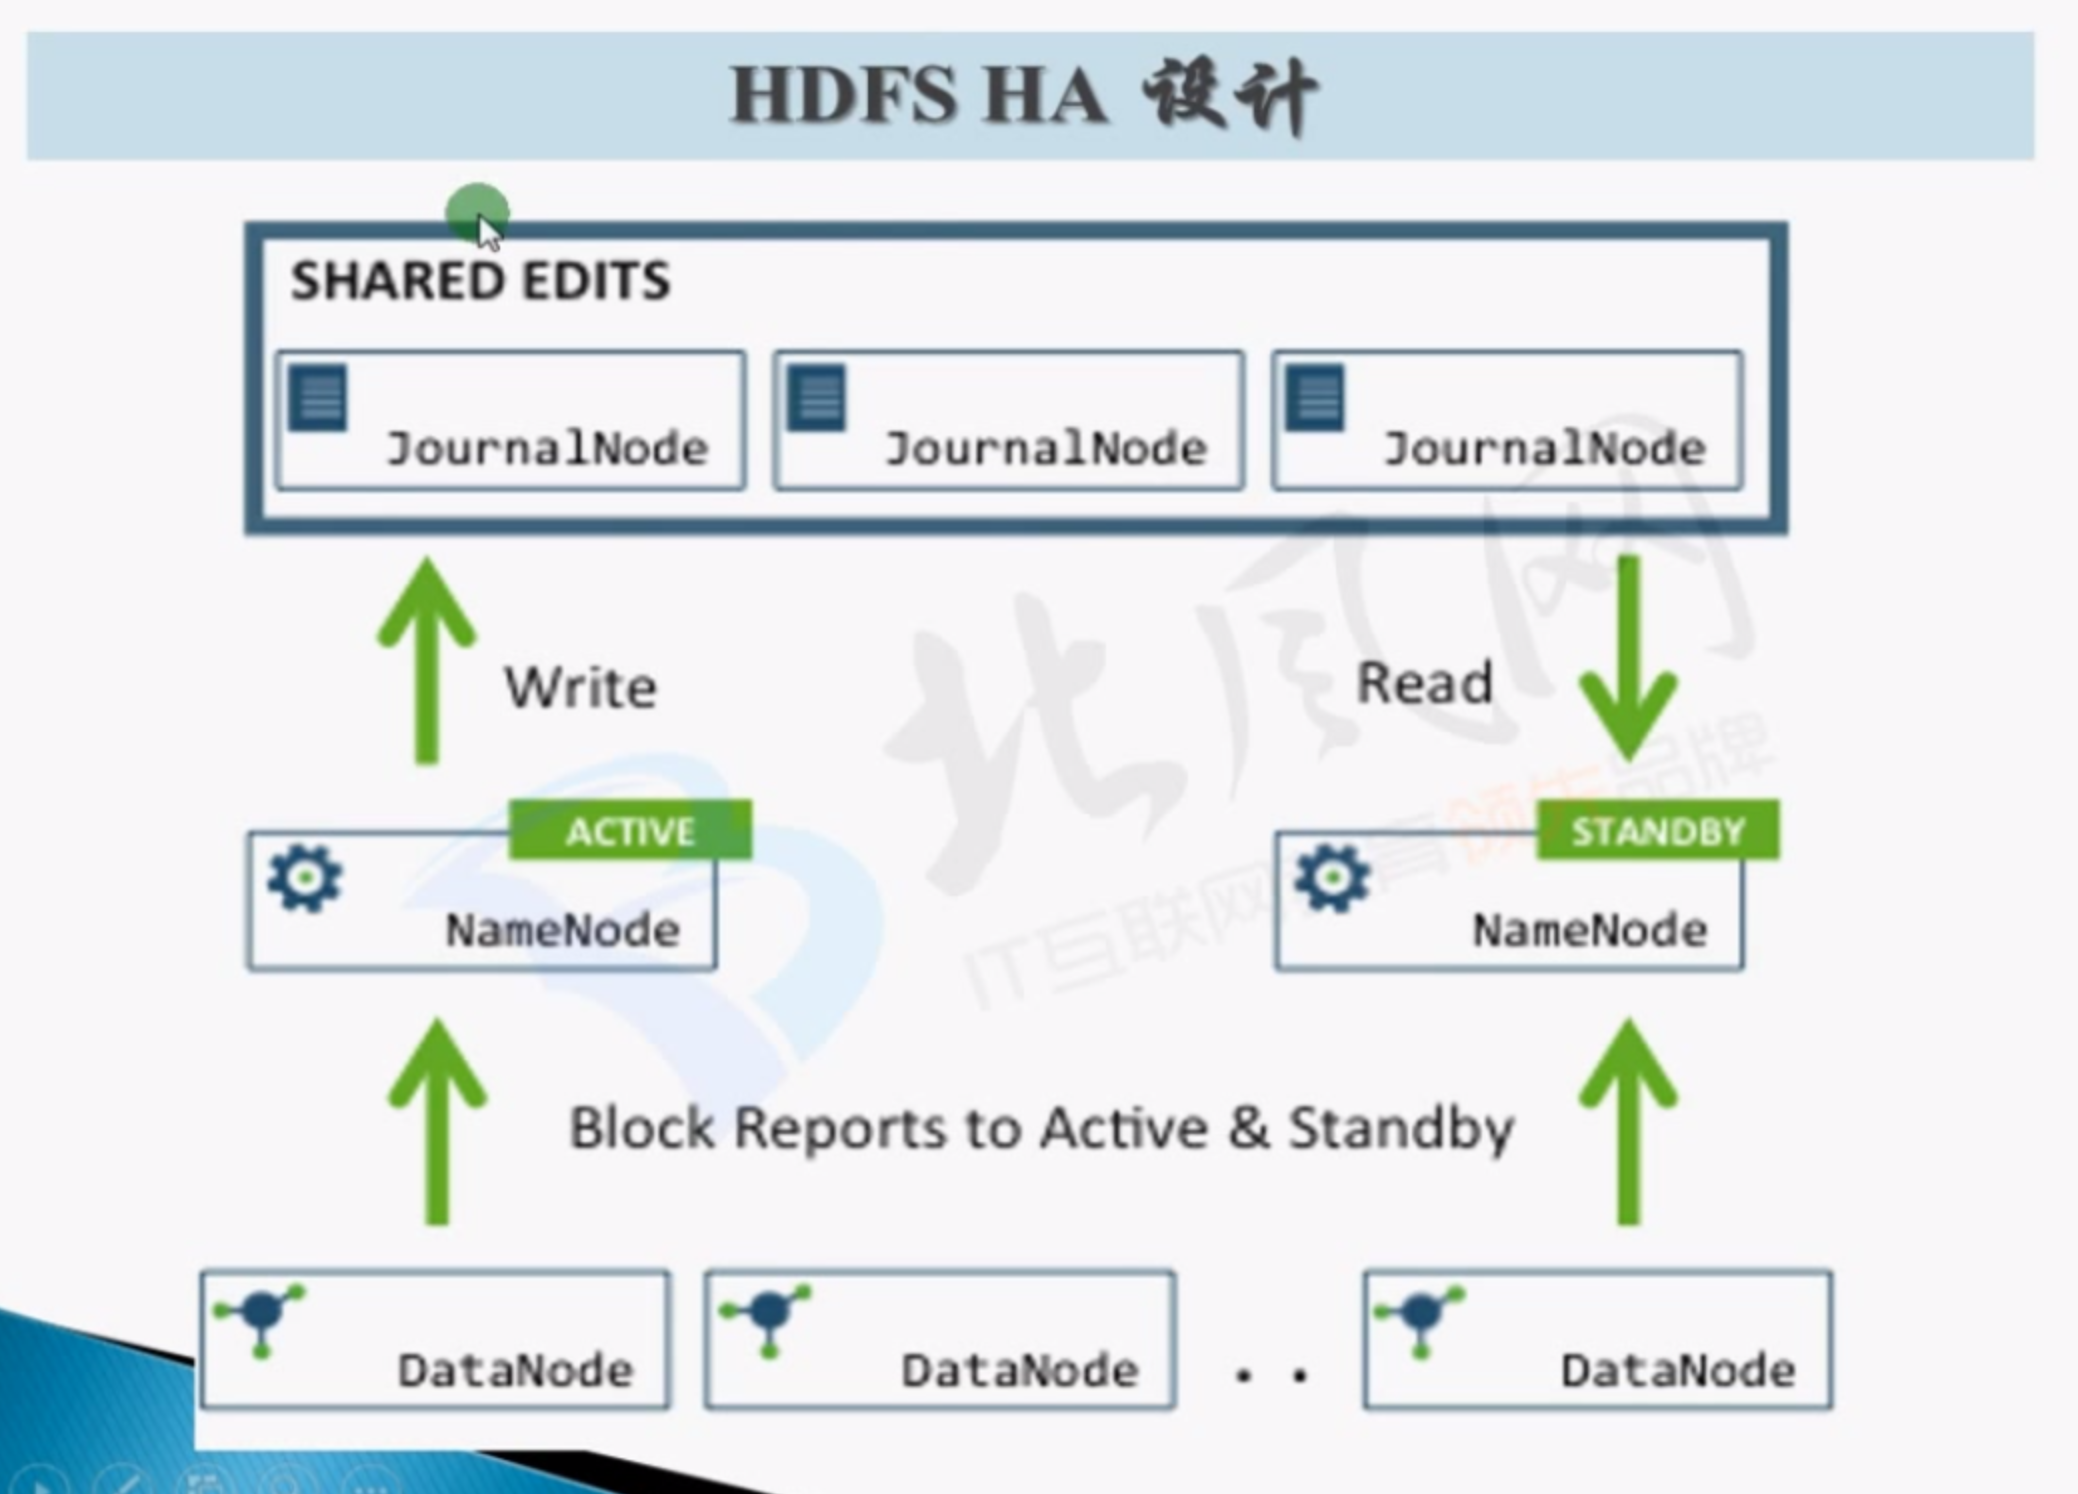 HDFS HA 设计
SHARED EDITS
JournalNode JournalNode JournalNode
Write
Read
北风网
IT互联网 育领先品牌
ACTIVE
STANDBY
NameNode
NameNode
Block Reports to Active & Standby
DataNode DataNode . . DataNode